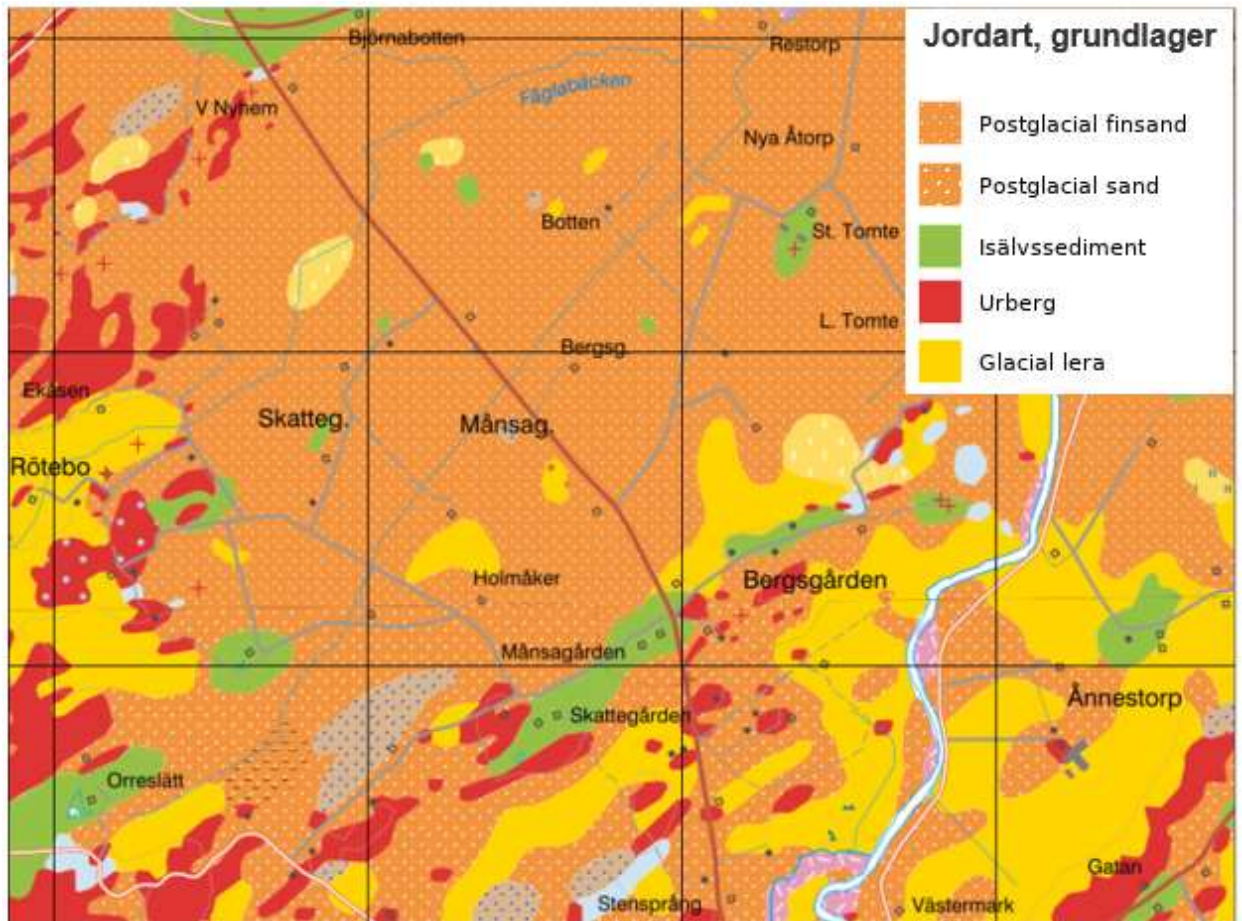 Jordart, grundlager
Postglacial finsand
Postglacial sand
Isälvssediment
Urberg
Glacial lera
Björnabotten
Restorp
Fåglabäcken
V Nyhem
Nya Åtorp
Botten
St. Tomte
L. Tomte
Bergsg
Ekåsen
Skatteg.
Månsag.
Rötebo
Holmåker
Bergsgården
Månsagården
Skattegården
Ånnestorp
Orreslätt
Gatan
Stensprång
Västermark